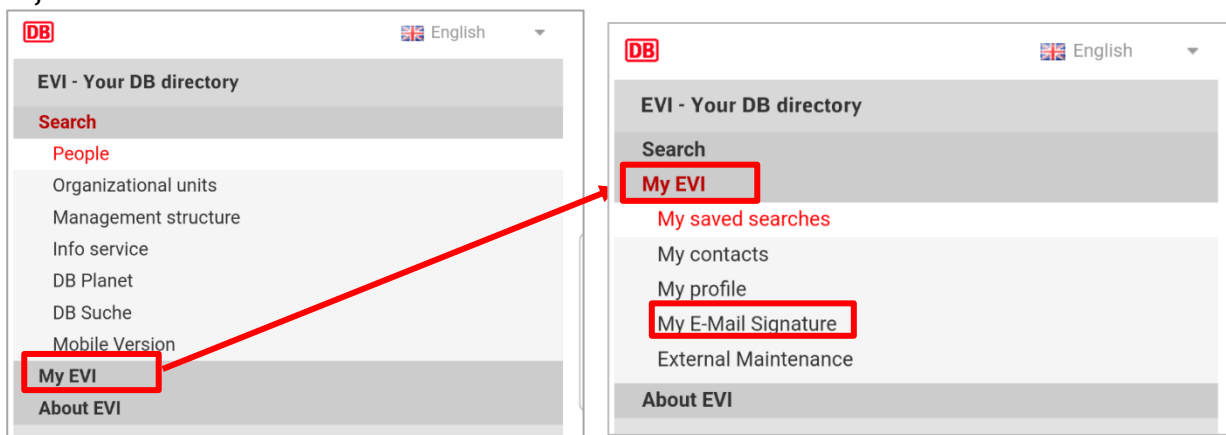 DB English
EVI - Your DB directory
Search
People
Organizational units
Management structure
Info service
DB Planet
DB Suche
Mobile Version
My EVI
About EVI
DB English
EVI - Your DB directory
Search
My EVI
My saved searches
My contacts
My profile
My E-Mail Signature
External Maintenance
About EVI